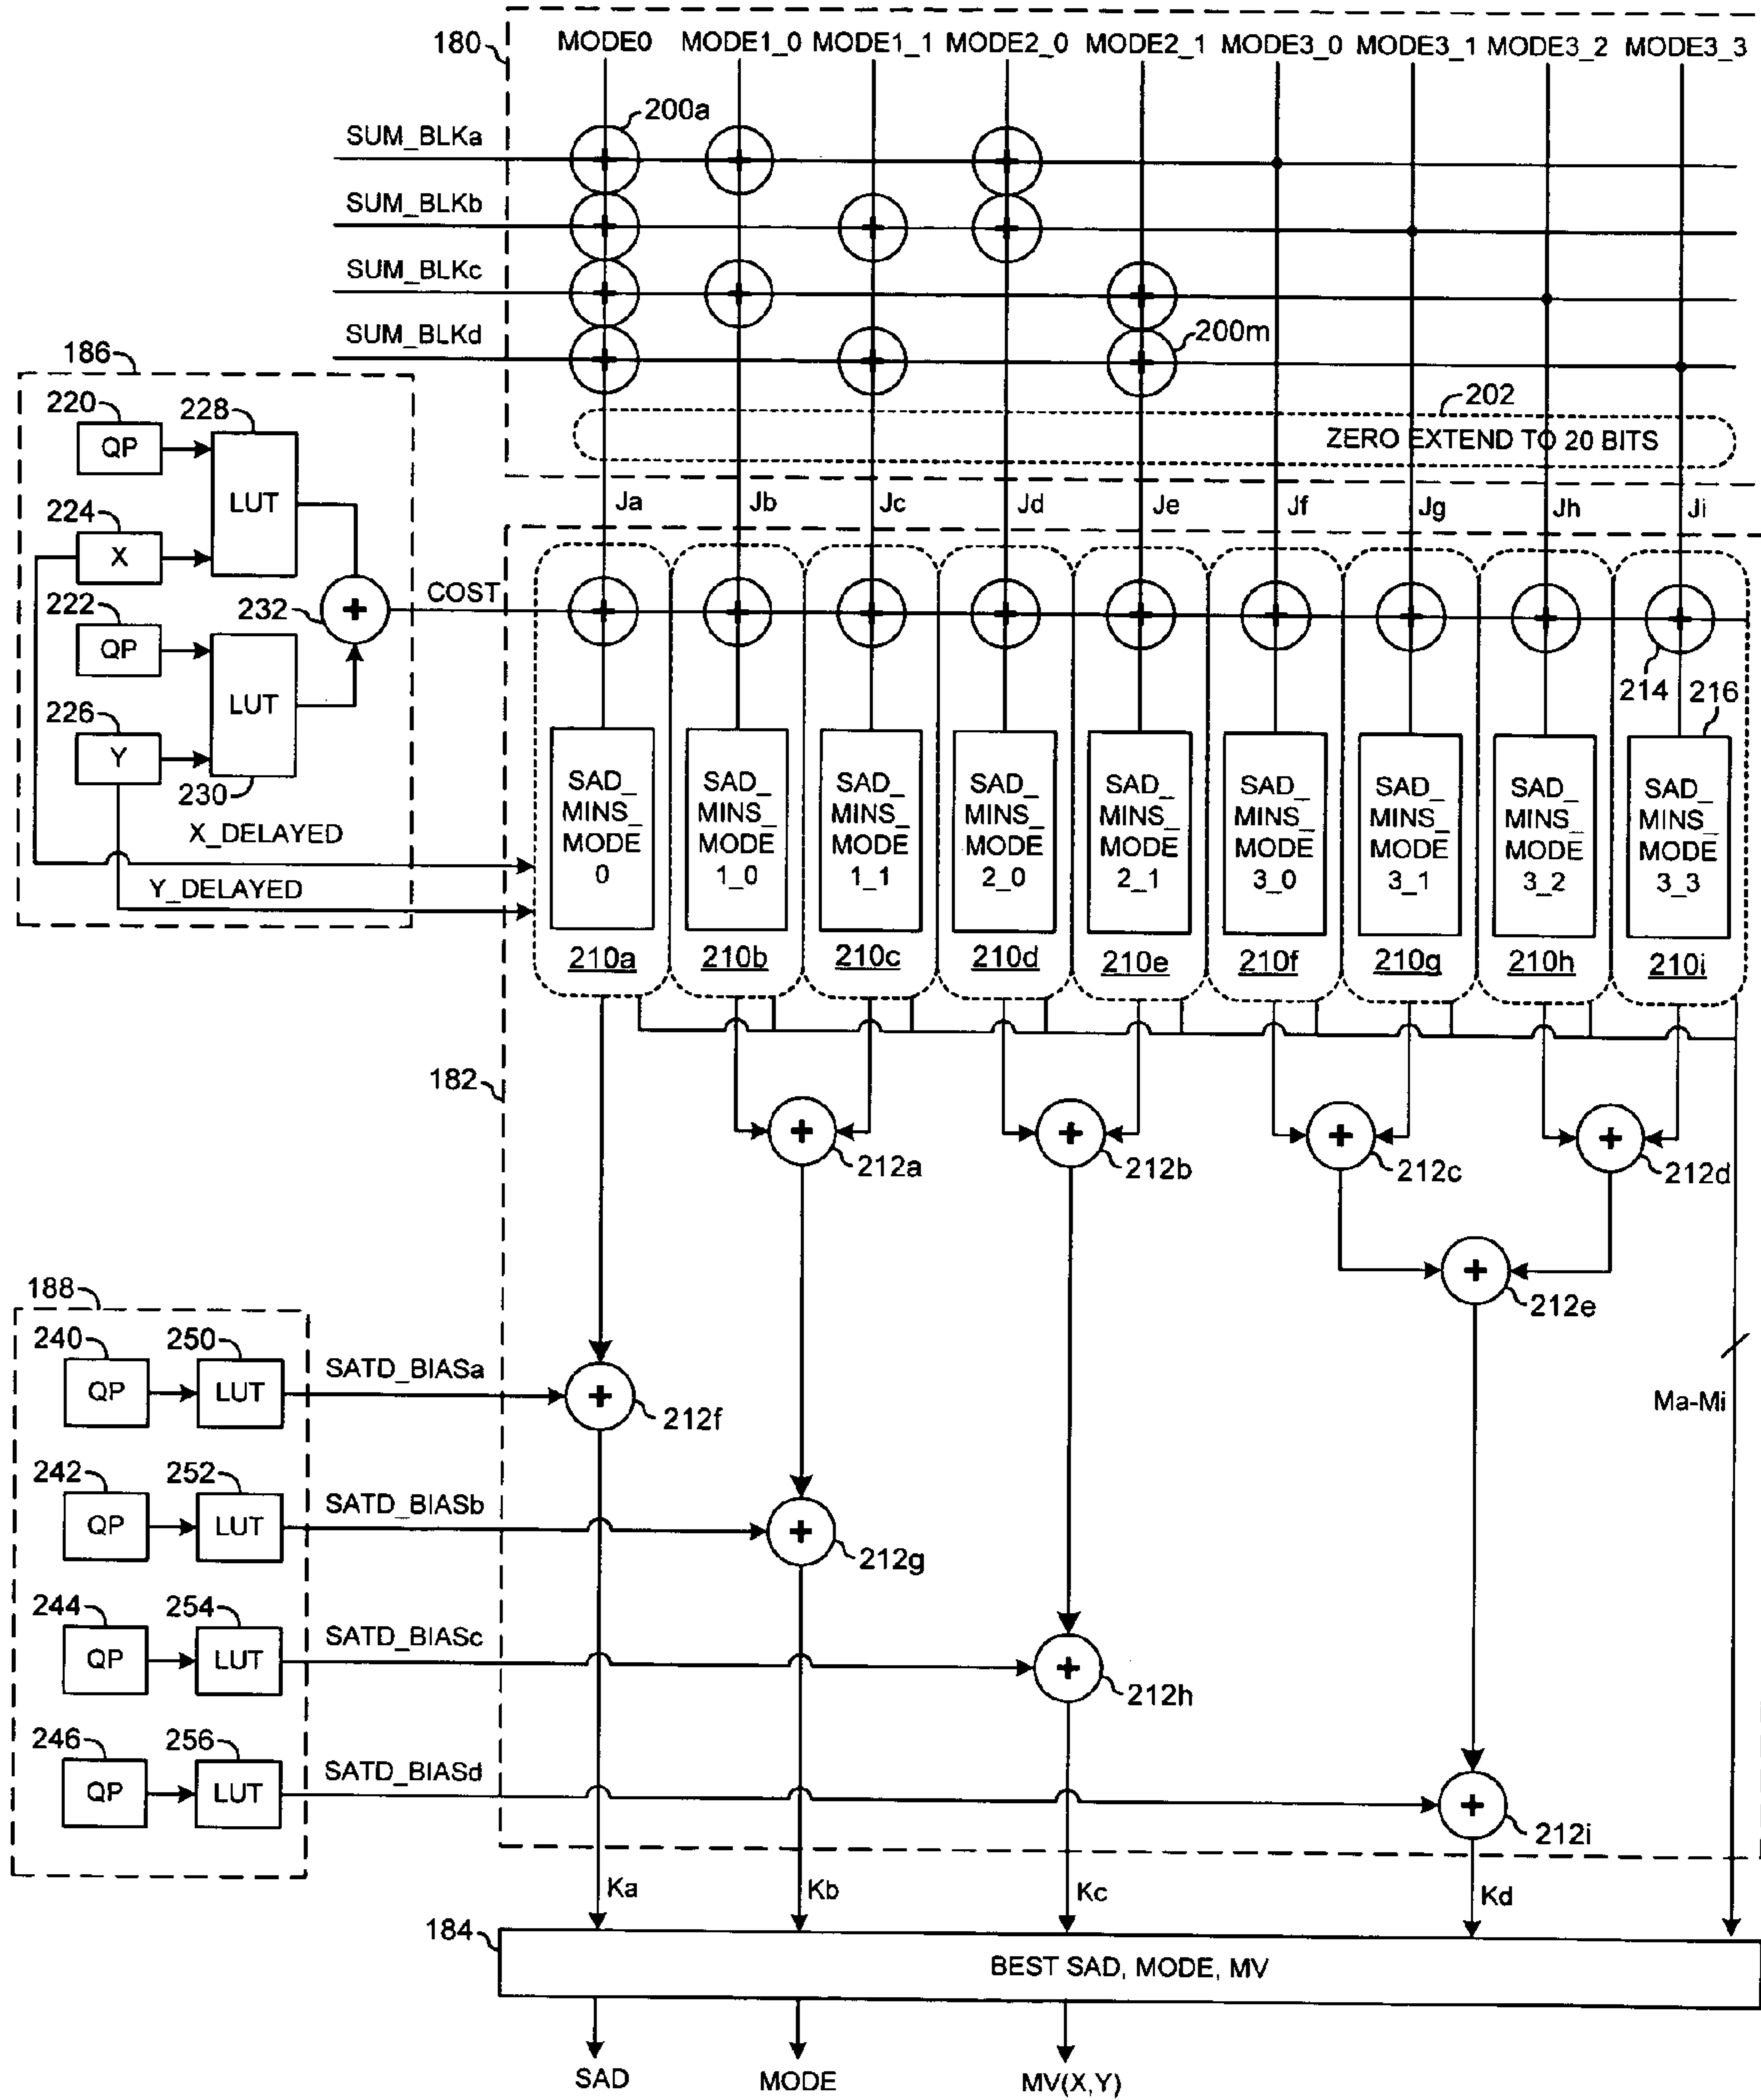 180 MODE0 MODE1_0 MODE1_1 MODE2_0 MODE2_1 MODE3_0 MODE3_1 MODE3_2 MODE3_3
200a
SUM_BLKa
SUM_BLKb
SUM_BLKc
SUM_BLKd
200m
202
ZERO EXTEND TO 20 BITS
Ja Jb Jc Jd Je Jf Jg Jh Ji
186
220 228
QP
LUT
224
X
222 232
QP
LUT
226
Y
230
COST
X_DELAYED
Y_DELAYED
214 216
SAD_ MINS_ MODE 0
SAD_ MINS_ MODE 1_0
SAD_ MINS_ MODE 1_1
SAD_ MINS_ MODE 2_0
SAD_ MINS_ MODE 2_1
SAD_ MINS_ MODE 3_0
SAD_ MINS_ MODE 3_1
SAD_ MINS_ MODE 3_2
SAD_ MINS_ MODE 3_3
210a 210b 210c 210d 210e 210f 210g 210h 210i
182
212a 212b 212c 212d
212e
188
240 250
QP LUT SATD_BIASa
212f
Ma-Mi
242 252
QP LUT SATD_BIASb
212g
244 254
QP LUT SATD_BIASc
212h
246 256
QP LUT SATD_BIASd
212i
Ka Kb Kc Kd
184
BEST SAD, MODE, MV
SAD MODE MV(X,Y)